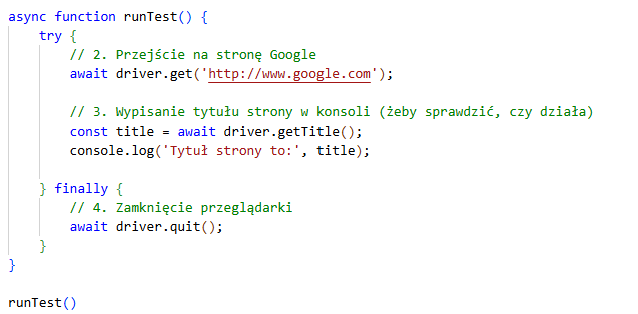 async function runTest() {
    try {
        // 2. Przejście na stronę Google
        await driver.get('http://www.google.com');

        // 3. Wypisanie tytułu strony w konsoli (żeby sprawdzić, czy działa)
        const title = await driver.getTitle();
        console.log('Tytuł strony to:', title);

    } finally {
        // 4. Zamknięcie przeglądarki
        await driver.quit();
    }
}

runTest()